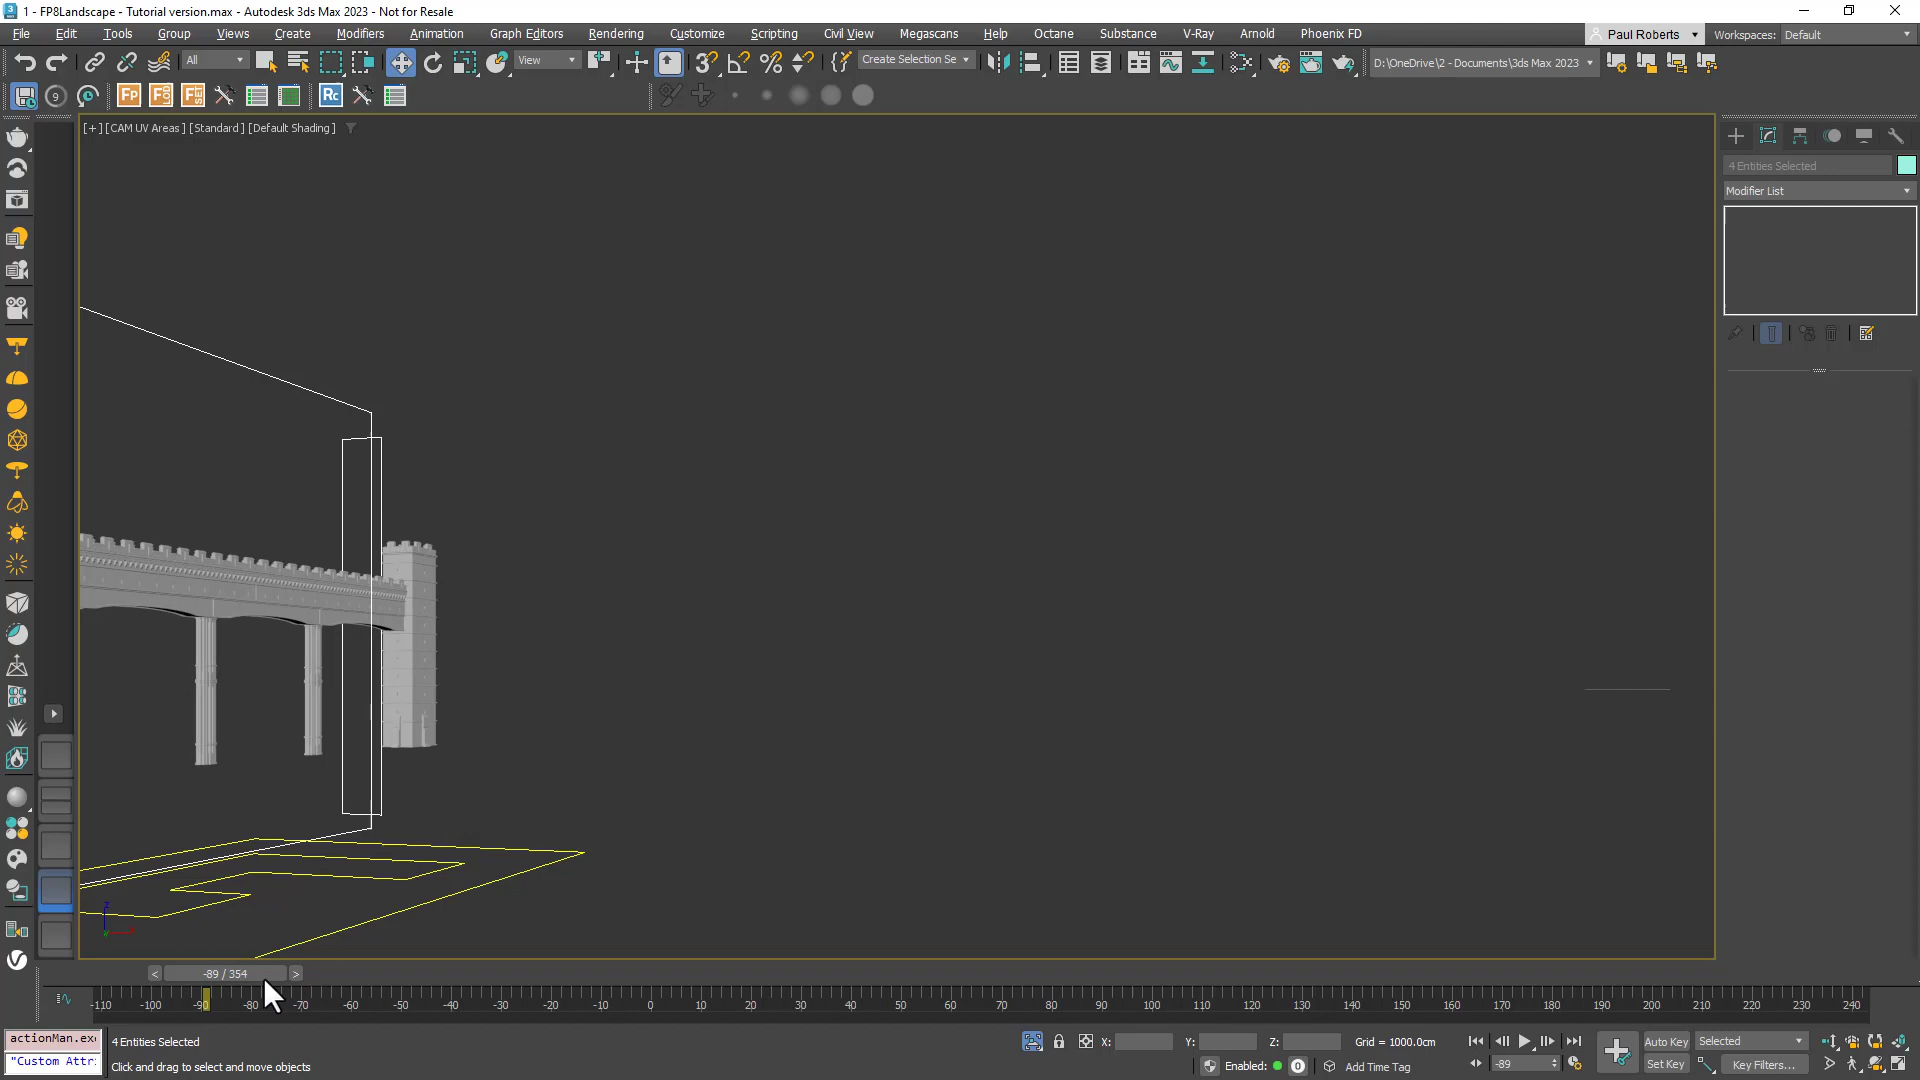 1 - FP8Landscape - Tutorial version.max - Autodesk 3ds Max 2023 - Not for Resale
File Edit Tools Group Views Create Modifiers Animation Graph Editors Rendering Customize Scripting Civil View Megascans Help Octane Substance V-Ray Arnold Phoenix FD
Paul Roberts Workspaces: Default
All View Create Selection Se D:\OneDrive\2 - Documents\3ds Max 2023
9 FP Rc
[+] [CAM UV Areas ] [Standard ] [Default Shading ]
4 Entities Selected
Modifier List
z
< -89 / 354 >
-110 -100 -90 -80 -70 -60 -50 -40 -30 -20 -10 0 10 20 30 40 50 60 70 80 90 100 110 120 130 140 150 160 170 180 190 200 210 220 230 240
actionMan.exe 4 Entities Selected X: Y: Z: Grid = 1000.0cm Auto Key Selected
"Custom Attr: Click and drag to select and move objects Enabled: 0 Add Time Tag -89 Set Key Key Filters...